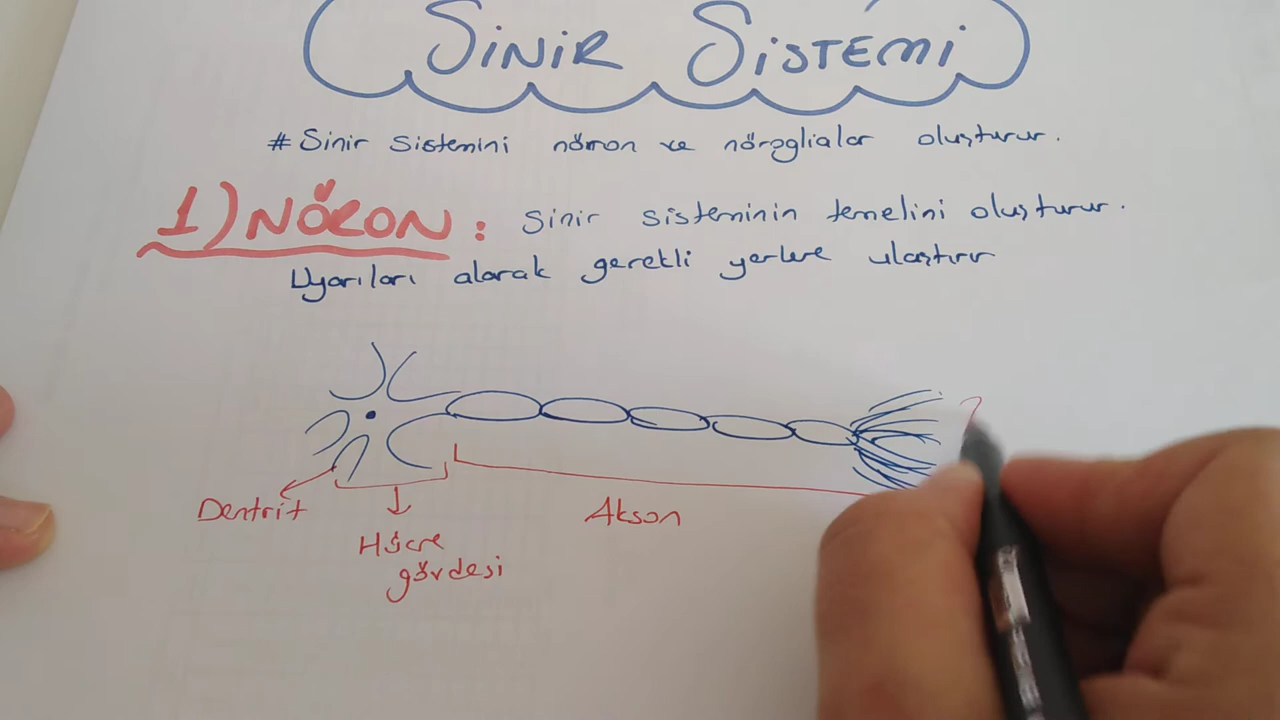 SiNiR SiSTEMi
# Sinir sistemini nöron ve nöroglialar oluşturur.
1) NÖRON : Sinir sisteminin temelini oluşturur.
Uyarıları alarak gerekli yerlere ulaştırır
Dentrit
Akson
Hücre
gövdesi